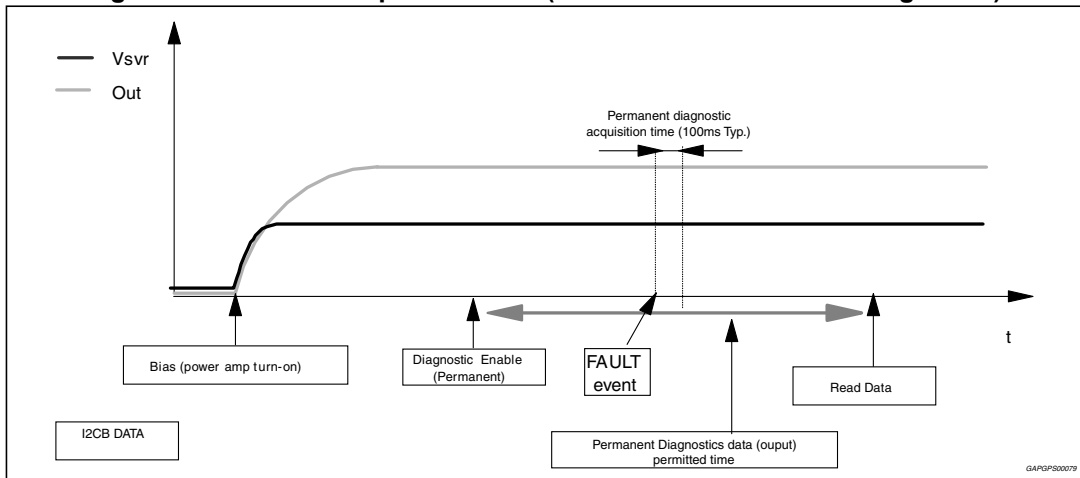 Vsvr
Out
Permanent diagnostic
acquisition time (100ms Typ.)
t
Bias (power amp turn-on)
Diagnostic Enable
(Permanent)
FAULT
event
Read Data
I2CB DATA
Permanent Diagnostics data (ouput)
permitted time
GAPGPS00079